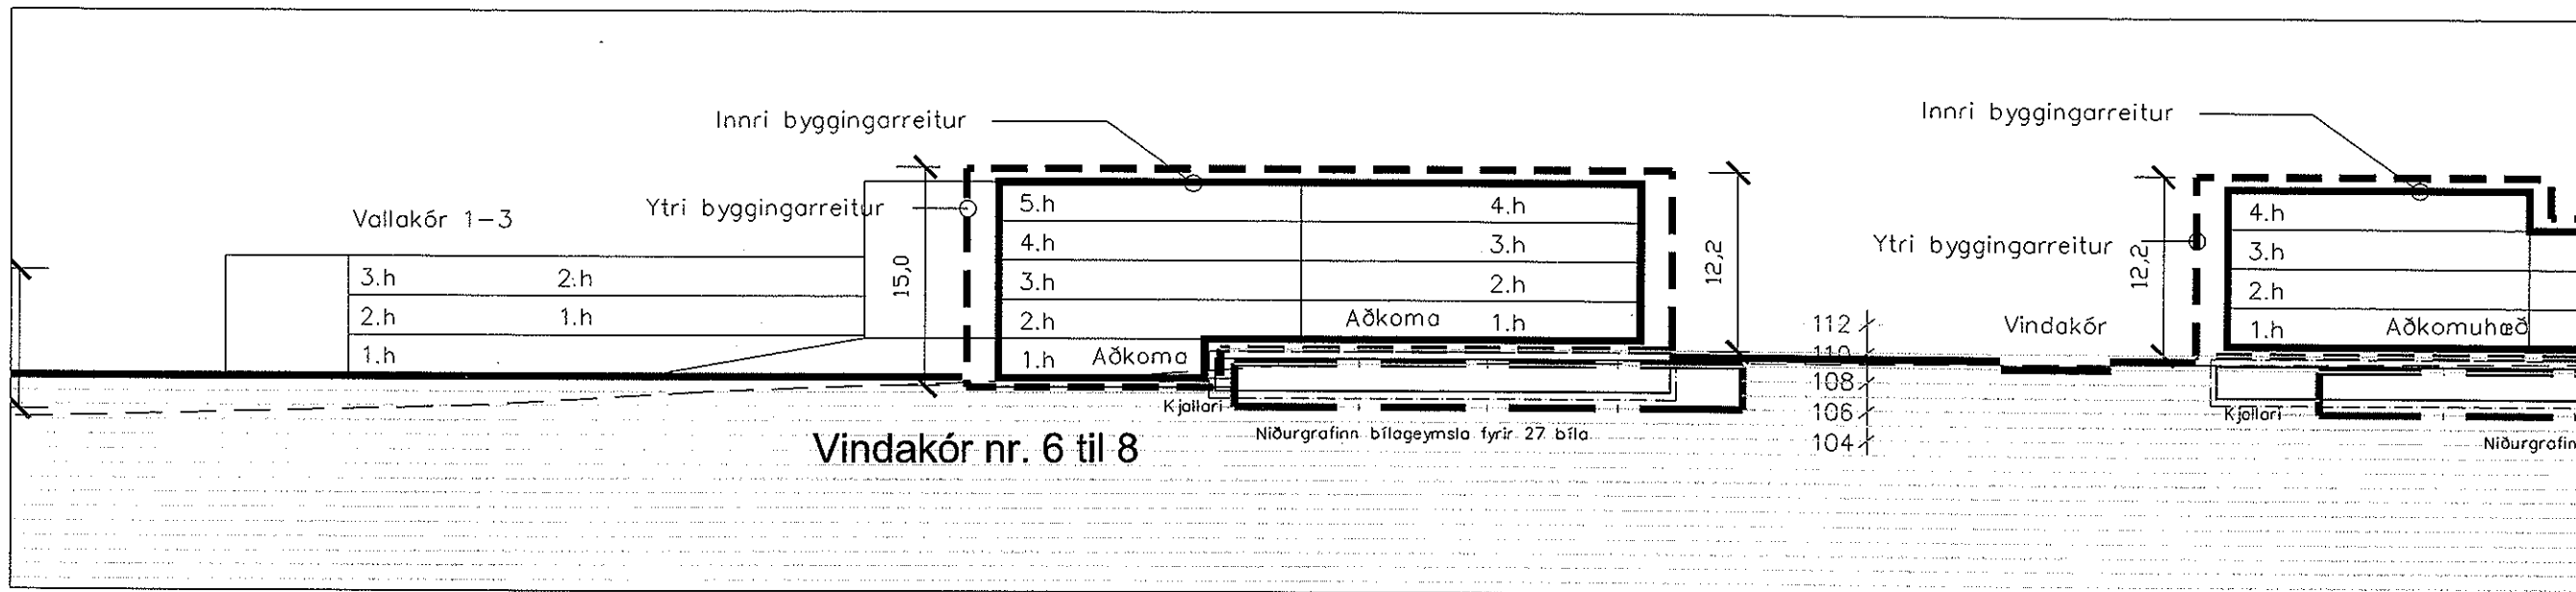 Innri byggingarreitur
Innri byggingarreitur
Vallakór 1-3
Ytri byggingarreitur
5.h 4.h
4.h 3.h
3.h 2.h
2.h Aðkoma 1.h
1.h Aðkoma
3.h 2.h
2.h 1.h
1.h
15,0
12,2
Kjallari
Niðurgrafinn bílageymsla fyrir 27 bíla
Vindakór nr. 6 til 8
112
110
108
106
104
Vindakór
Ytri byggingarreitur
12,2
4.h
3.h
2.h
1.h Aðkomuhæð
Kjallari
Niðurgrafin